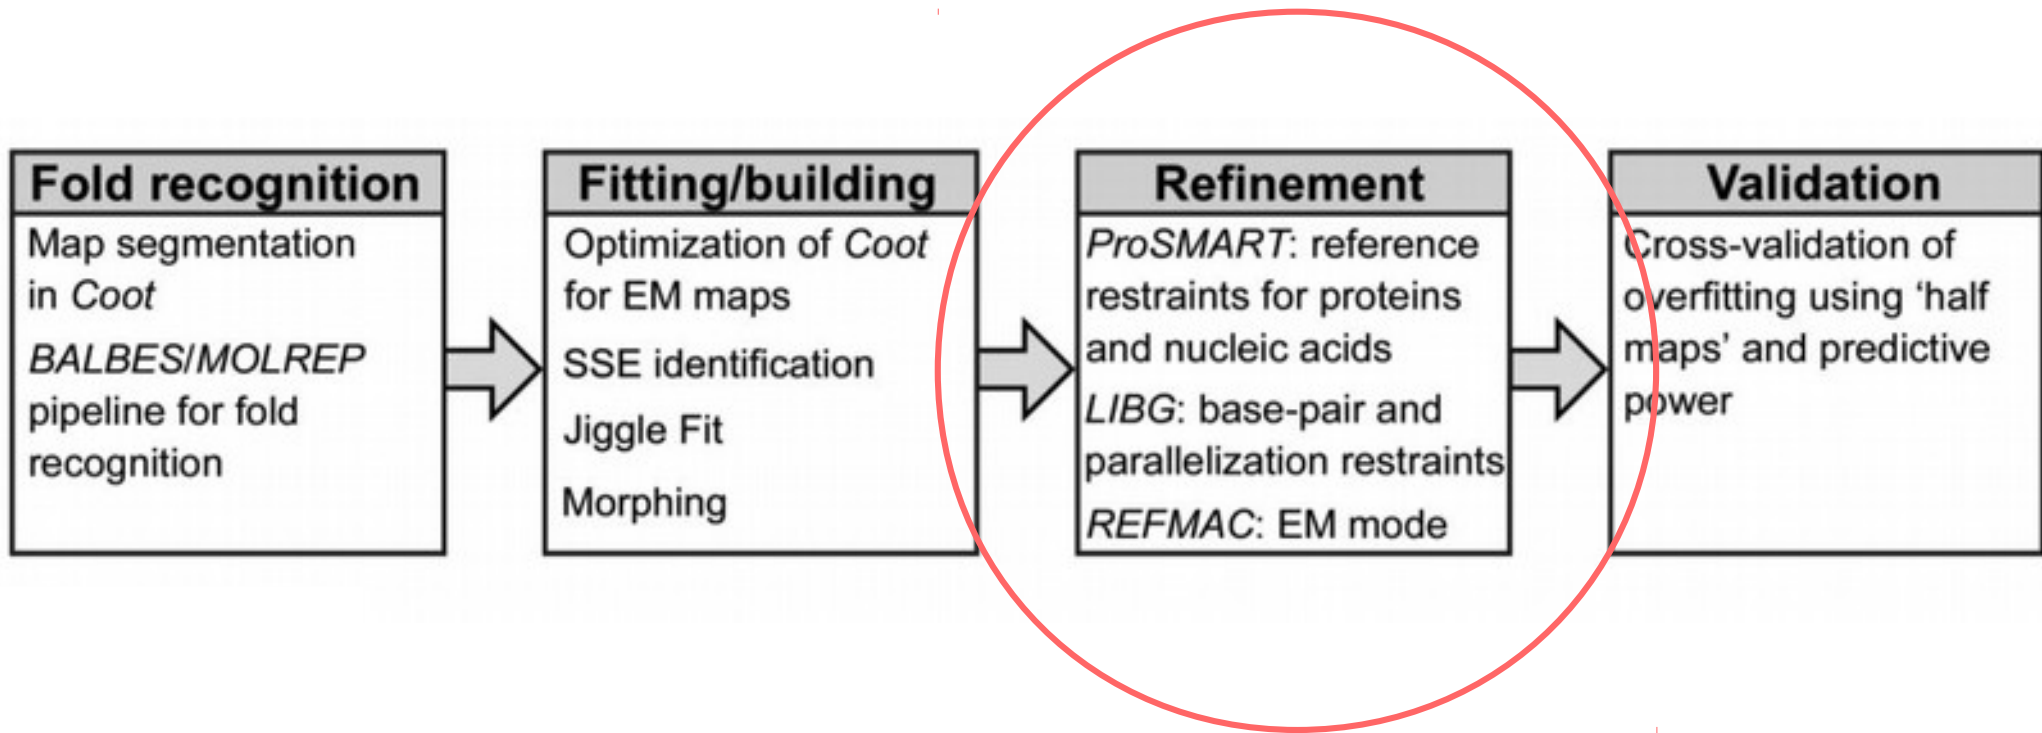 Fold recognition
Map segmentation
in Coot
BALBES/MOLREP
pipeline for fold
recognition
Fitting/building
Optimization of Coot
for EM maps
SSE identification
Jiggle Fit
Morphing
Refinement
ProSMART: reference
restraints for proteins
and nucleic acids
LIBG: base-pair and
parallelization restraints
REFMAC: EM mode
Validation
Cross-validation of
overfitting using ‘half
maps’ and predictive
power